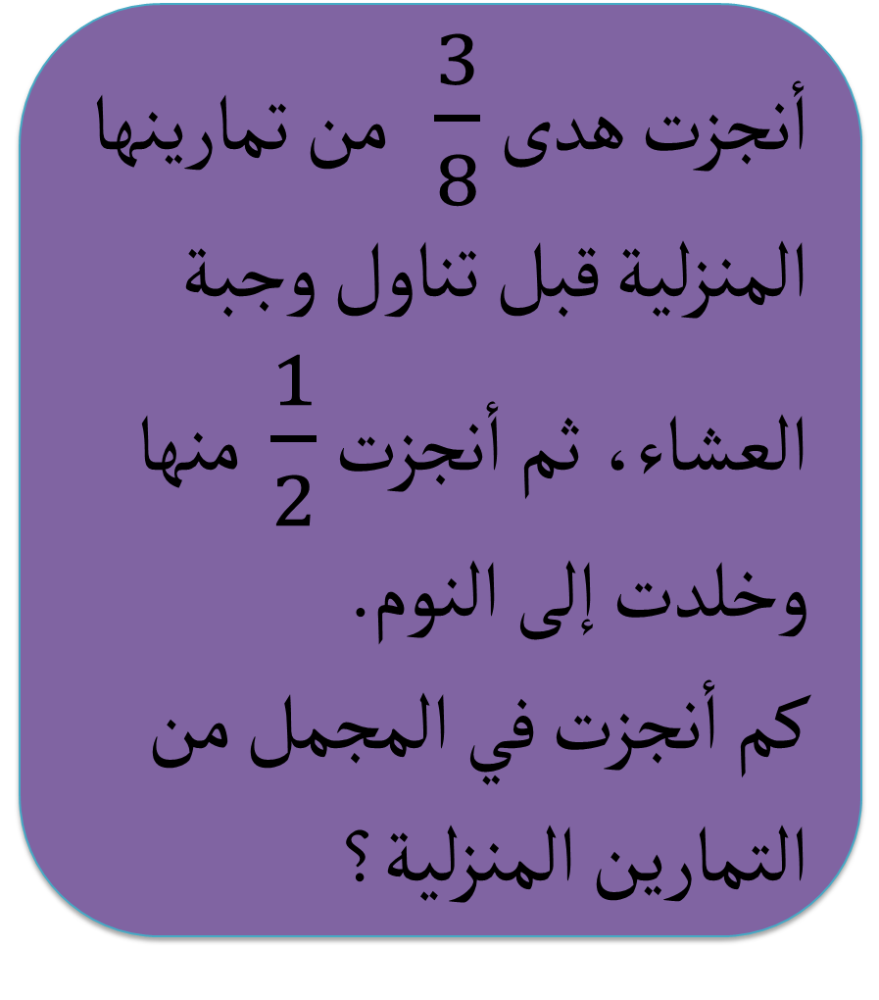 أنجزت هدى 3/8 من تمارينها
المنزلية قبل تناول وجبة
العشاء، ثم أنجزت 1/2 منها
وخلدت إلى النوم.
كم أنجزت في المجمل من
التمارين المنزلية؟